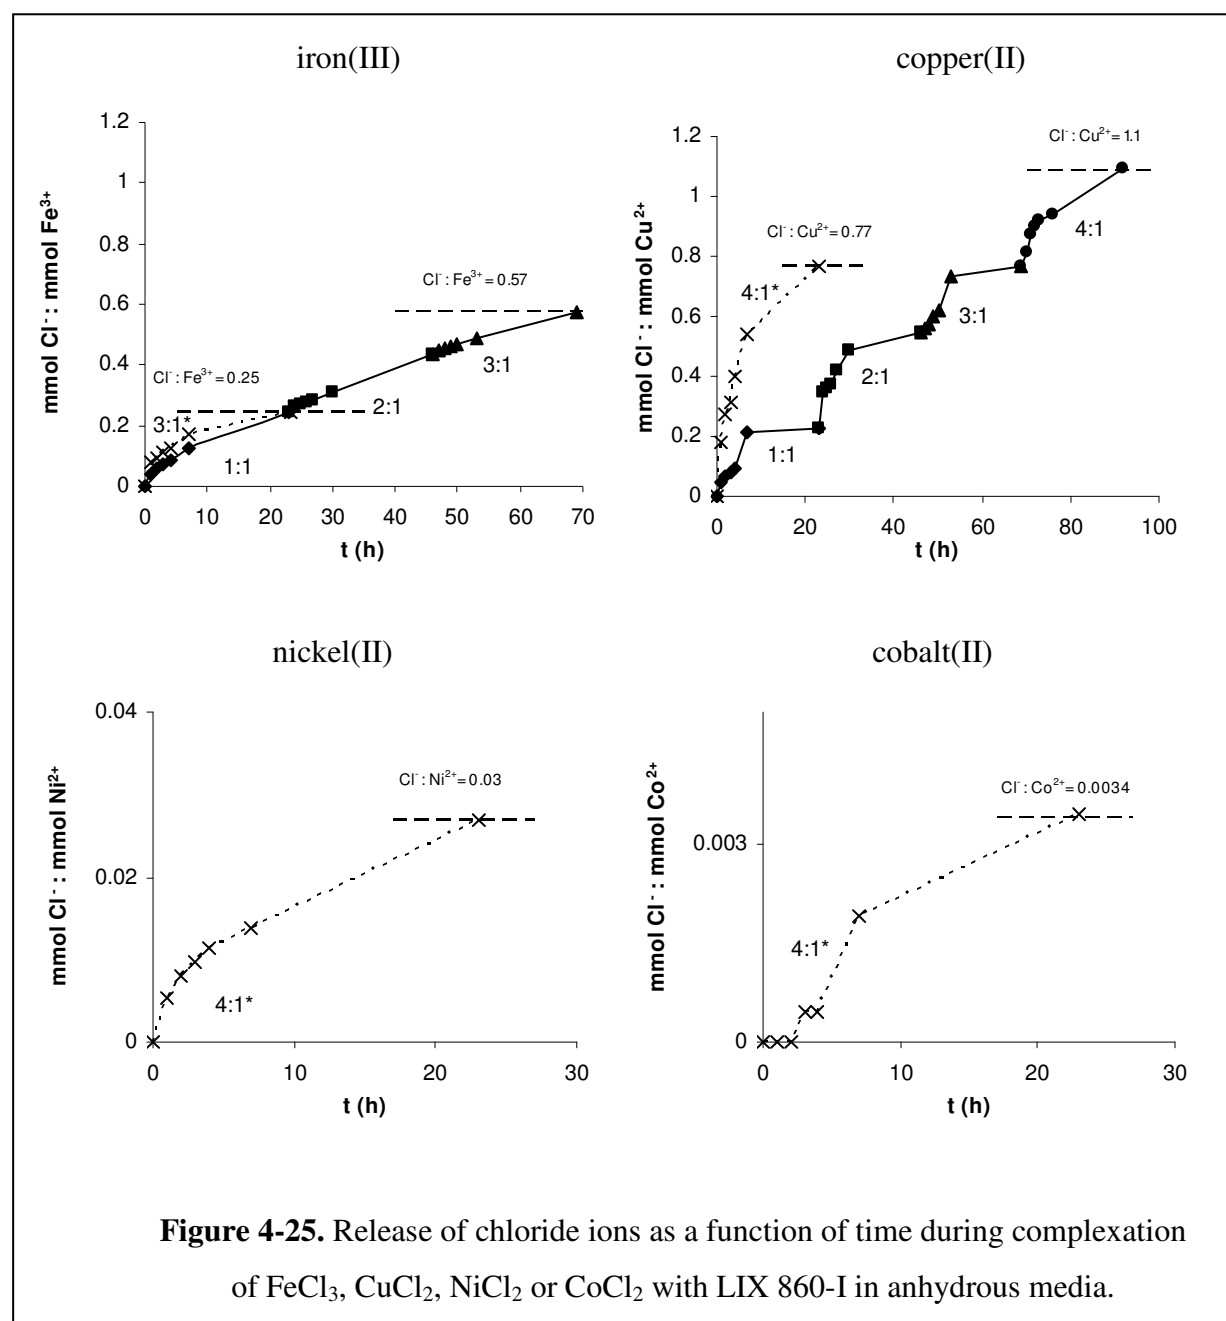 iron(III)
copper(II)
mmol Cl⁻ : mmol Fe³⁺
1.2
1
0.8
0.6
0.4
0.2
0
Cl⁻ : Fe³⁺ = 0.57
Cl⁻ : Fe³⁺ = 0.25
3:1*
1:1
2:1
3:1
0 10 20 30 40 50 60 70
t (h)
mmol Cl⁻ : mmol Cu²⁺
1.2
1
0.8
0.6
0.4
0.2
0
Cl⁻ : Cu²⁺ = 1.1
Cl⁻ : Cu²⁺ = 0.77
4:1*
4:1
3:1
2:1
1:1
0 20 40 60 80 100
t (h)
nickel(II)
cobalt(II)
mmol Cl⁻ : mmol Ni²⁺
0.04
0.02
0
Cl⁻ : Ni²⁺ = 0.03
4:1*
0 10 20 30
t (h)
mmol Cl⁻ : mmol Co²⁺
0.003
0
Cl⁻ : Co²⁺ = 0.0034
4:1*
0 10 20 30
t (h)
Figure 4-25. Release of chloride ions as a function of time during complexation
of FeCl₃, CuCl₂, NiCl₂ or CoCl₂ with LIX 860-I in anhydrous media.